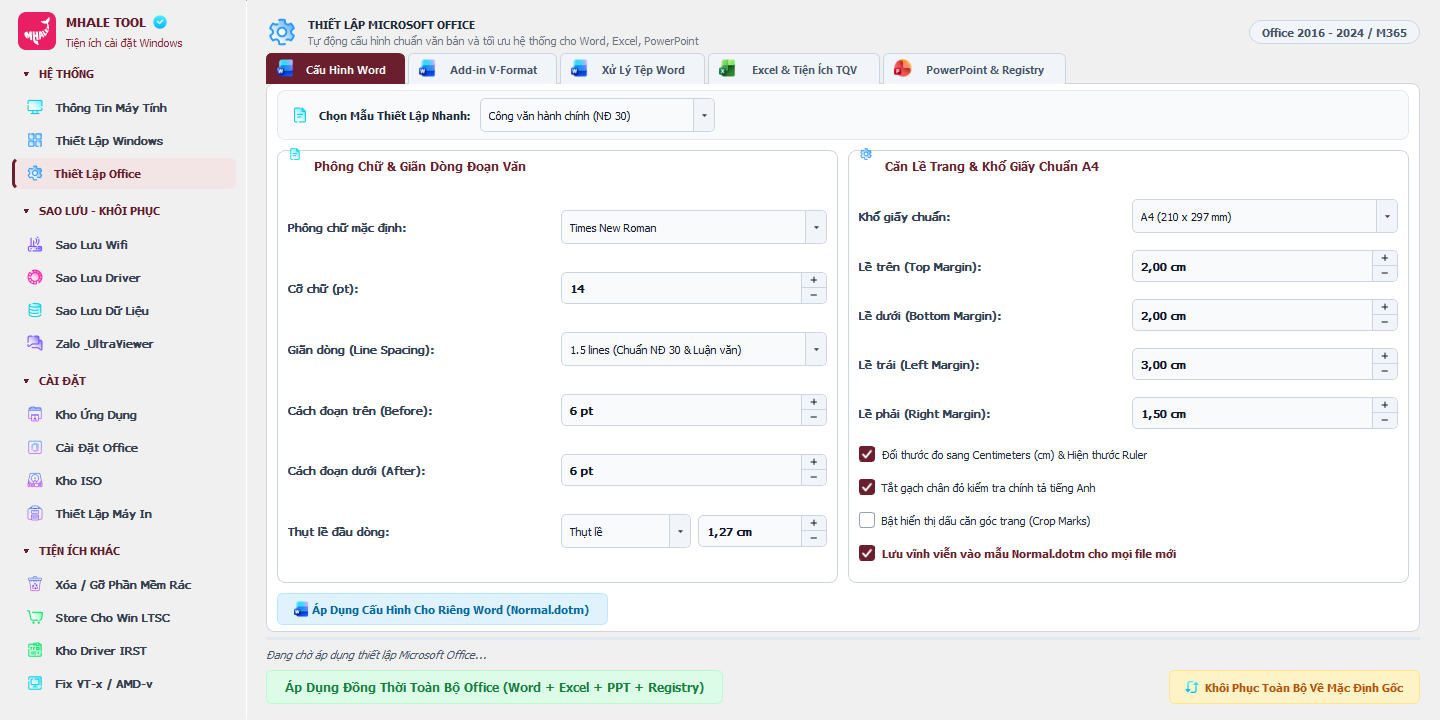 MHALE TOOL
Tiện ích cài đặt Windows
HỆ THỐNG
Thông Tin Máy Tính
Thiết Lập Windows
Thiết Lập Office
SAO LƯU - KHÔI PHỤC
Sao Lưu Wifi
Sao Lưu Driver
Sao Lưu Dữ Liệu
Zalo _UltraViewer
CÀI ĐẶT
Kho Ứng Dụng
Cài Đặt Office
Kho ISO
Thiết Lập Máy In
TIỆN ÍCH KHÁC
Xóa / Gỡ Phần Mềm Rác
Store Cho Win LTSC
Kho Driver IRST
Fix VT-x / AMD-v
THIẾT LẬP MICROSOFT OFFICE
Tự động cấu hình chuẩn văn bản và tối ưu hệ thống cho Word, Excel, PowerPoint
Office 2016 - 2024 / M365
Cấu Hình Word
Add-in V-Format
Xử Lý Tệp Word
Excel & Tiện Ích TQV
PowerPoint & Registry
Chọn Mẫu Thiết Lập Nhanh:
Công văn hành chính (NĐ 30)
Phông Chữ & Giãn Dòng Đoạn Văn
Phông chữ mặc định:
Times New Roman
Cỡ chữ (pt):
14
Giãn dòng (Line Spacing):
1.5 lines (Chuẩn NĐ 30 & Luận văn)
Cách đoạn trên (Before):
6 pt
Cách đoạn dưới (After):
6 pt
Thụt lề đầu dòng:
Thụt lề
1,27 cm
Căn Lề Trang & Khổ Giấy Chuẩn A4
Khổ giấy chuẩn:
A4 (210 x 297 mm)
Lề trên (Top Margin):
2,00 cm
Lề dưới (Bottom Margin):
2,00 cm
Lề trái (Left Margin):
3,00 cm
Lề phải (Right Margin):
1,50 cm
Đổi thước đo sang Centimeters (cm) & Hiện thước Ruler
Tắt gạch chân đỏ kiểm tra chính tả tiếng Anh
Bật hiển thị dấu căn góc trang (Crop Marks)
Lưu vĩnh viễn vào mẫu Normal.dotm cho mọi file mới
Áp Dụng Cấu Hình Cho Riêng Word (Normal.dotm)
Đang chờ áp dụng thiết lập Microsoft Office...
Áp Dụng Đồng Thời Toàn Bộ Office (Word + Excel + PPT + Registry)
Khôi Phục Toàn Bộ Về Mặc Định Gốc